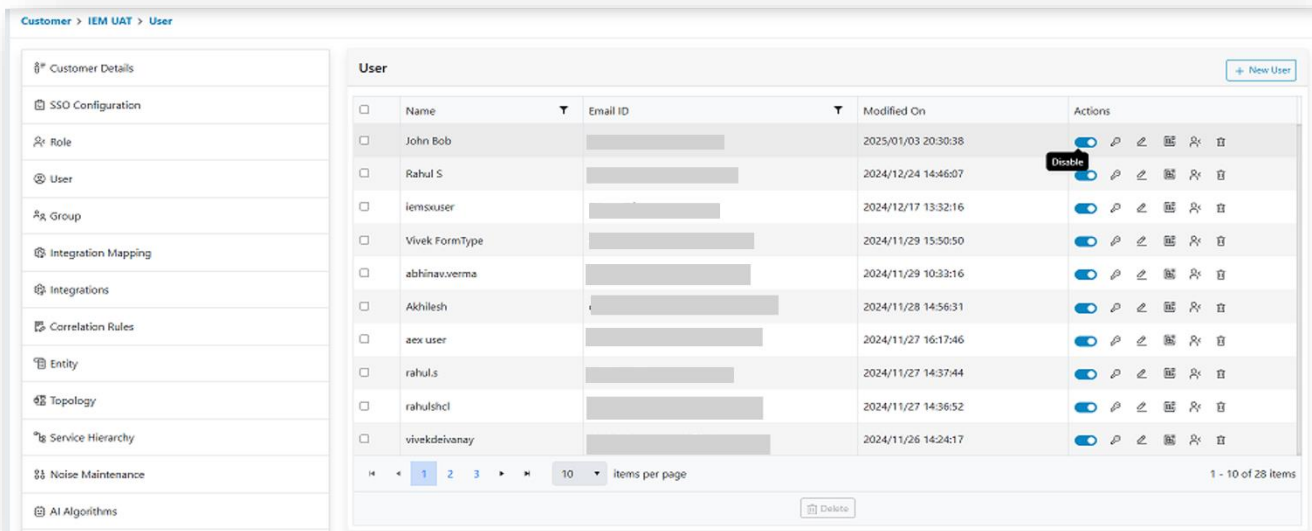 Customer > IEM UAT > User
Customer Details
SSO Configuration
Role
User
Group
Integration Mapping
Integrations
Correlation Rules
Entity
Topology
Service Hierarchy
Noise Maintenance
AI Algorithms
User
+ New User
Name Email ID Modified On Actions
John Bob 2025/01/03 20:30:38
Disable
Rahul S 2024/12/24 14:46:07
iemsxuser 2024/12/17 13:32:16
Vivek FormType 2024/11/29 15:50:50
abhinav.verma 2024/11/29 10:33:16
Akhilesh 2024/11/28 14:56:31
aex user 2024/11/27 16:17:46
rahul.s 2024/11/27 14:37:44
rahulshcl 2024/11/27 14:36:52
vivekdeivanay 2024/11/26 14:24:17
1 2 3 10 items per page 1 - 10 of 28 items
Delete